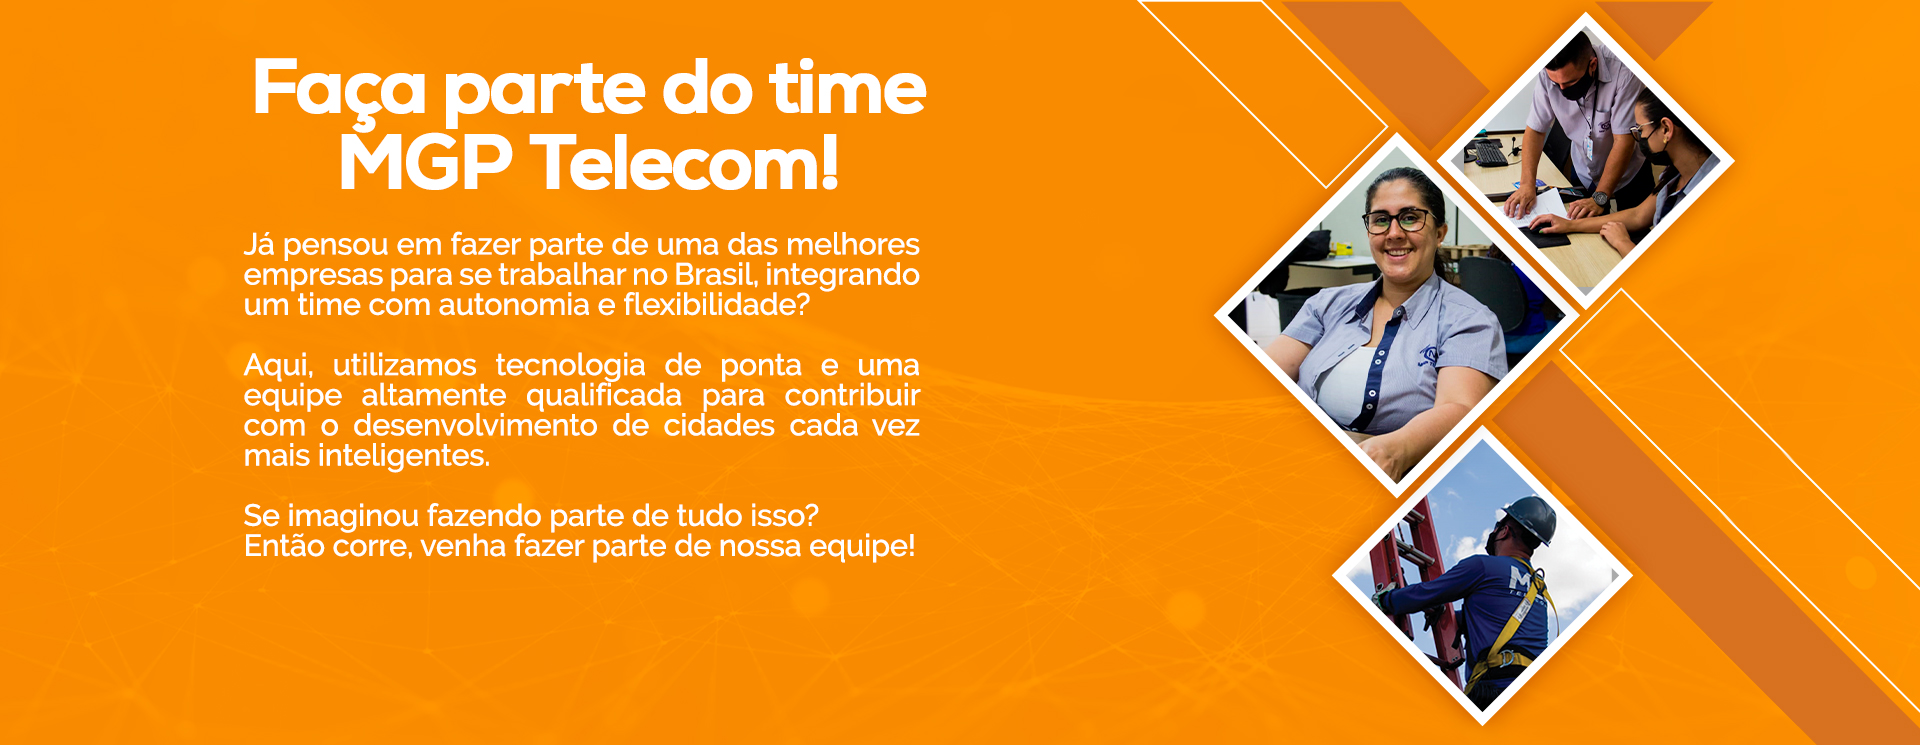 Faça parte do time
MGP Telecom!
Já pensou em fazer parte de uma das melhores
empresas para se trabalhar no Brasil, integrando
um time com autonomia e flexibilidade?
Aqui, utilizamos tecnologia de ponta e uma
equipe altamente qualificada para contribuir
com o desenvolvimento de cidades cada vez
mais inteligentes.
Se imaginou fazendo parte de tudo isso?
Então corre, venha fazer parte de nossa equipe!